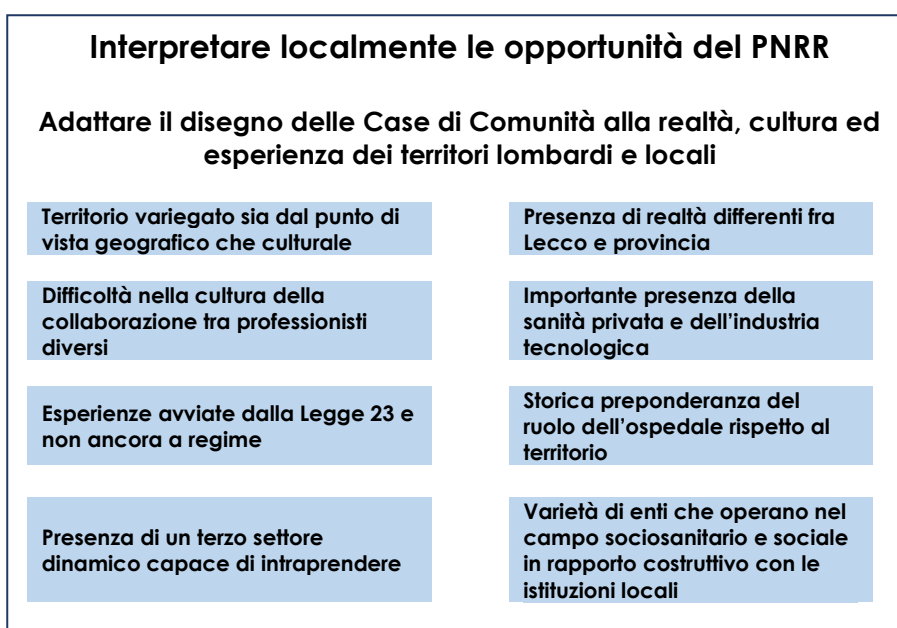 Interpretare localmente le opportunità del PNRR
Adattare il disegno delle Case di Comunità alla realtà, cultura ed
esperienza dei territori lombardi e locali
Territorio variegato sia dal punto di
vista geografico che culturale
Presenza di realtà differenti fra
Lecco e provincia
Difficoltà nella cultura della
collaborazione tra professionisti
diversi
Importante presenza della
sanità privata e dell’industria
tecnologica
Esperienze avviate dalla Legge 23 e
non ancora a regime
Storica preponderanza del
ruolo dell’ospedale rispetto al
territorio
Presenza di un terzo settore
dinamico capace di intraprendere
Varietà di enti che operano nel
campo sociosanitario e sociale
in rapporto costruttivo con le
istituzioni locali